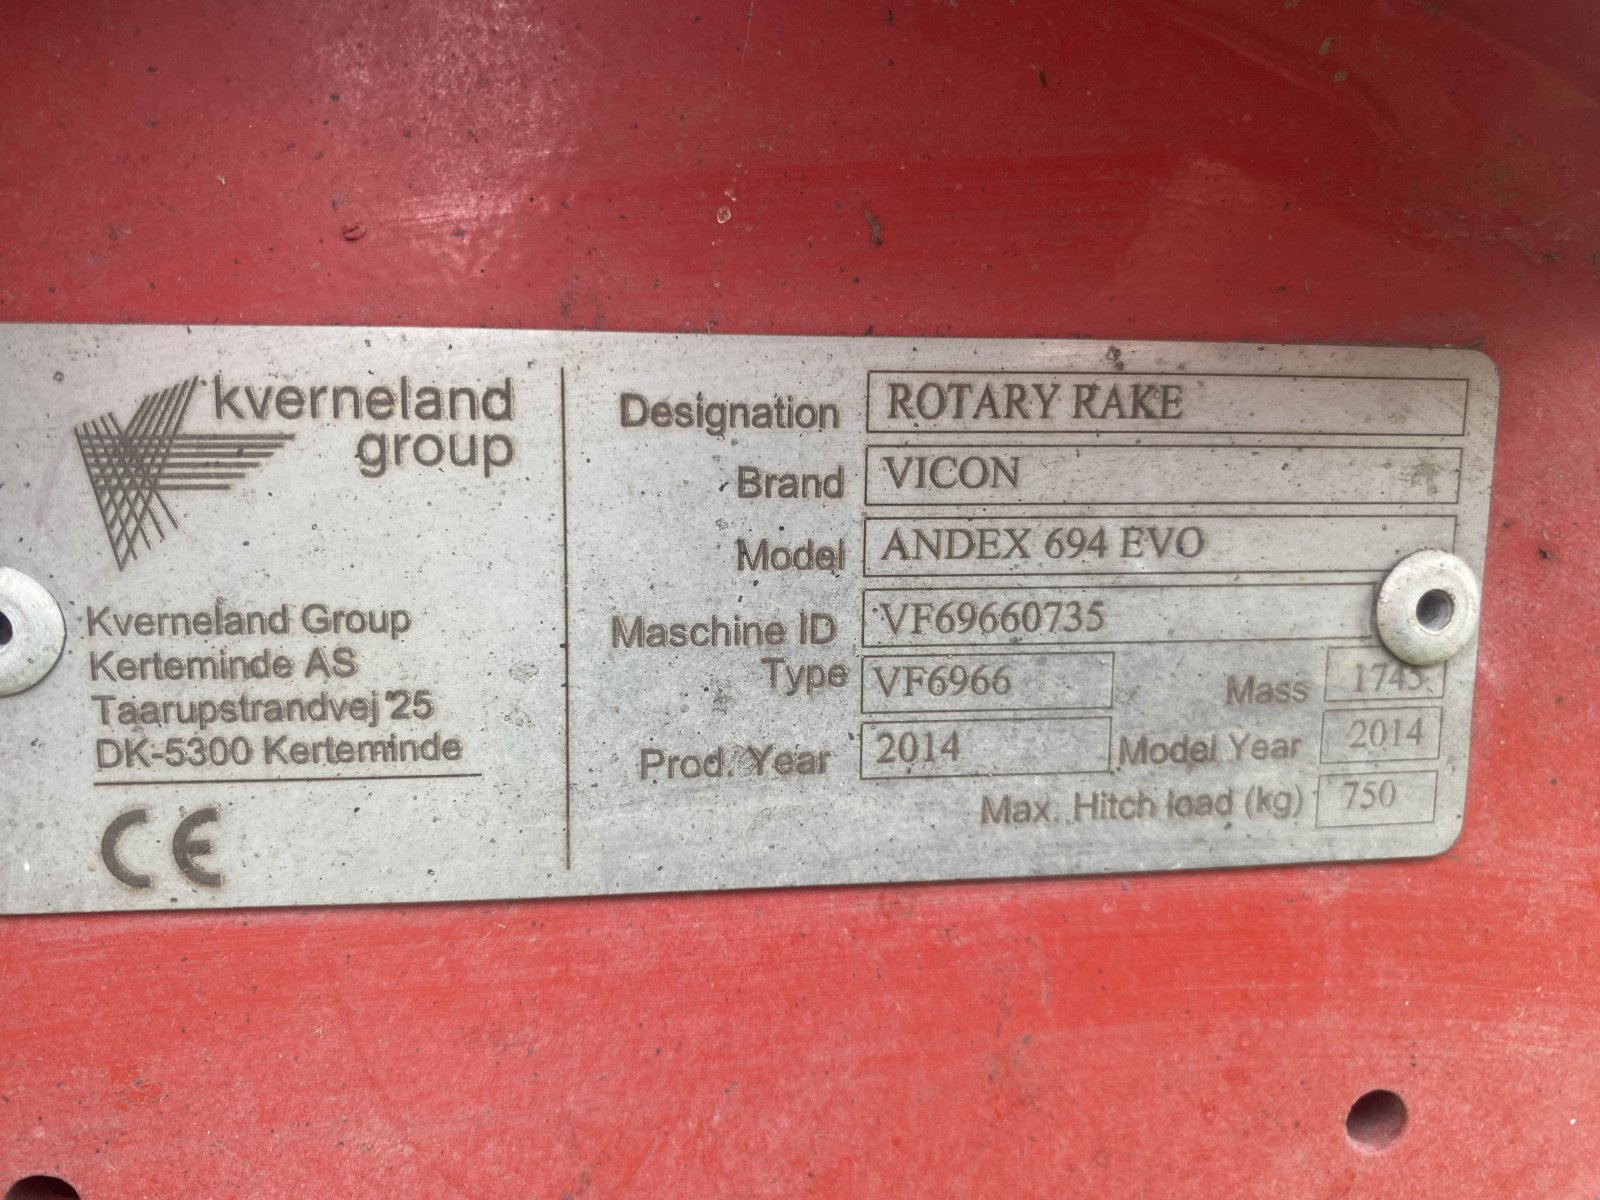 kverneland
group
Kverneland Group
Kerteminde AS
Taarupstrandvej 25
DK-5300 Kerteminde
CE
Designation ROTARY RAKE
Brand VICON
Model ANDEX 694 EVO
Maschine ID VF69660735
Type VF6966 Mass 1745
Prod. Year 2014 Model Year 2014
Max. Hitch load (kg) 750